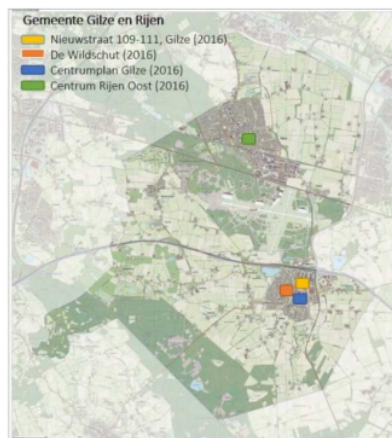 Gemeente Gilze en Rijen
Nieuwstraat 109-111, Gilze (2016)
De Wildschut (2016)
Centrumplan Gilze (2016)
Centrum Rijen Oost (2016)